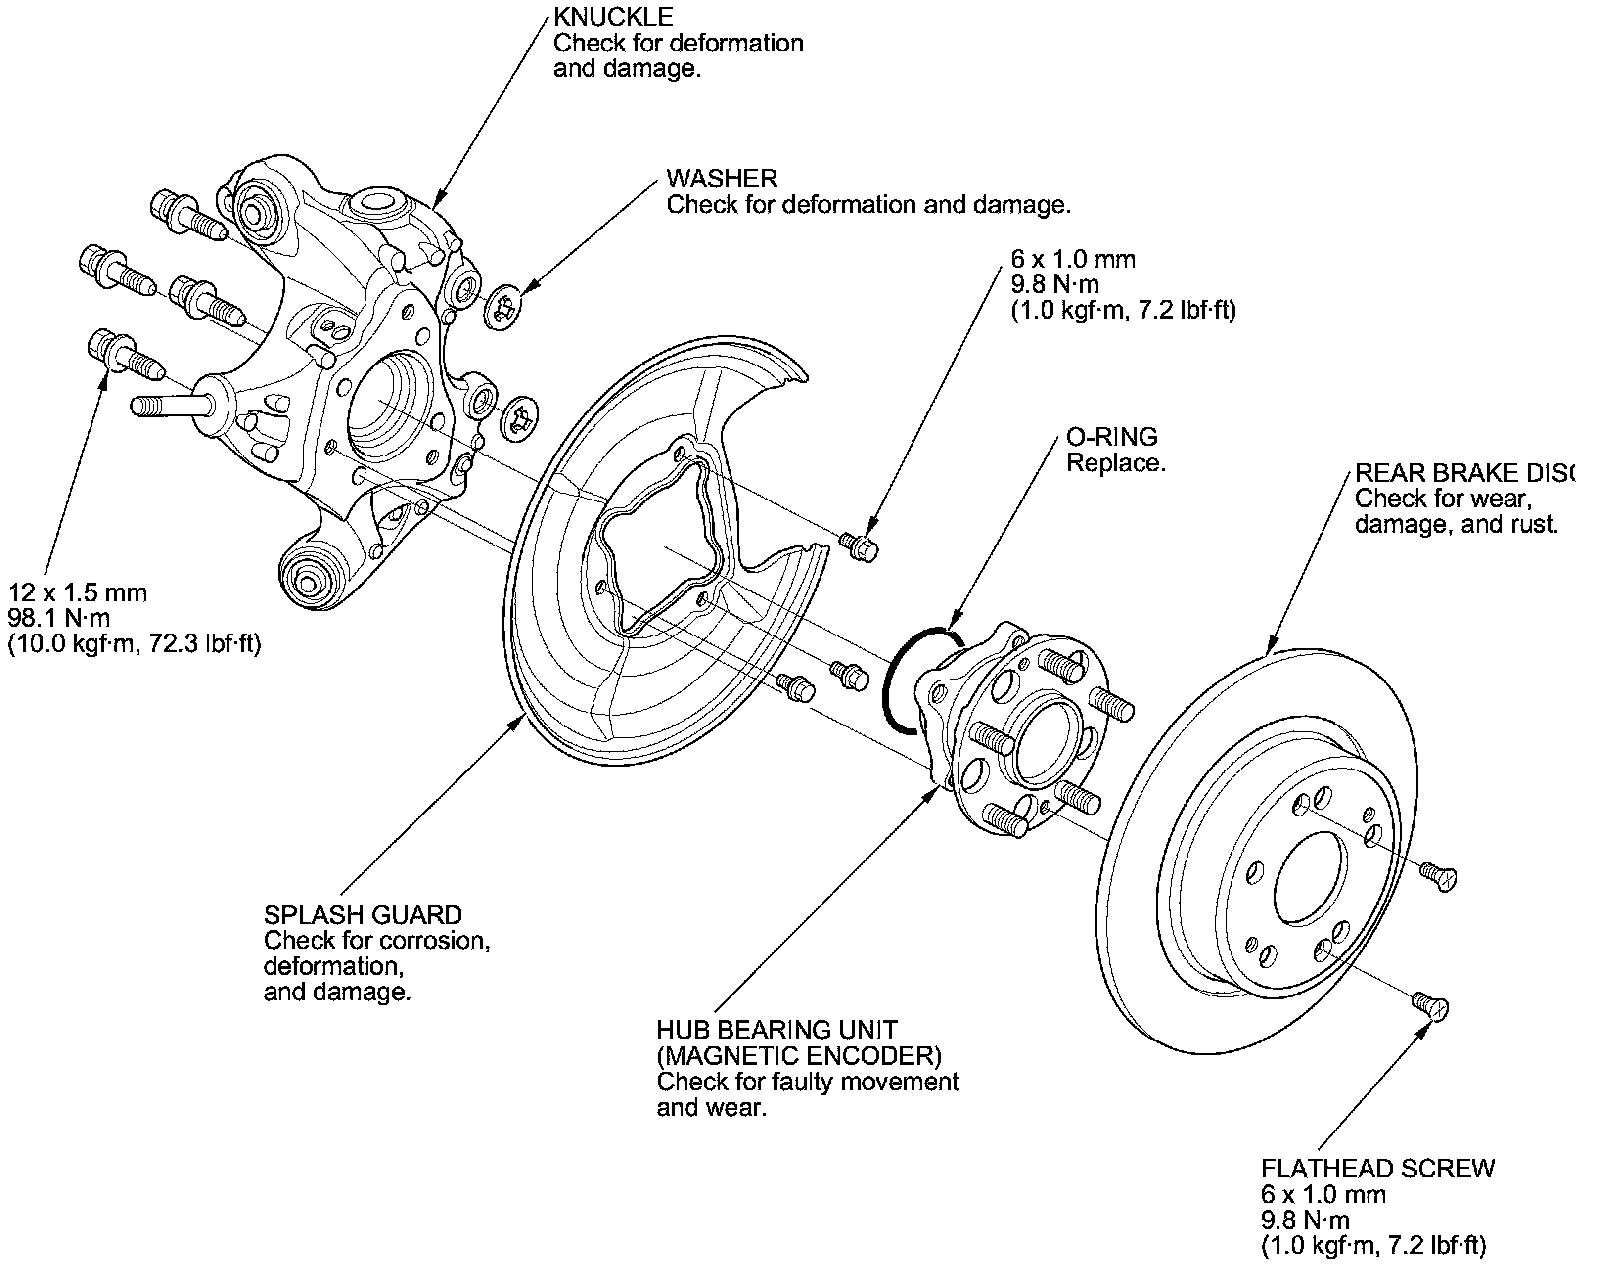 KNUCKLE
Check for deformation
and damage.
WASHER
Check for deformation and damage.
6 x 1.0 mm
9.8 N·m
(1.0 kgf·m, 7.2 lbf·ft)
O-RING
Replace.
REAR BRAKE DISC
Check for wear,
damage, and rust.
12 x 1.5 mm
98.1 N·m
(10.0 kgf·m, 72.3 lbf·ft)
SPLASH GUARD
Check for corrosion,
deformation,
and damage.
HUB BEARING UNIT
(MAGNETIC ENCODER)
Check for faulty movement
and wear.
FLATHEAD SCREW
6 x 1.0 mm
9.8 N·m
(1.0 kgf·m, 7.2 lbf·ft)